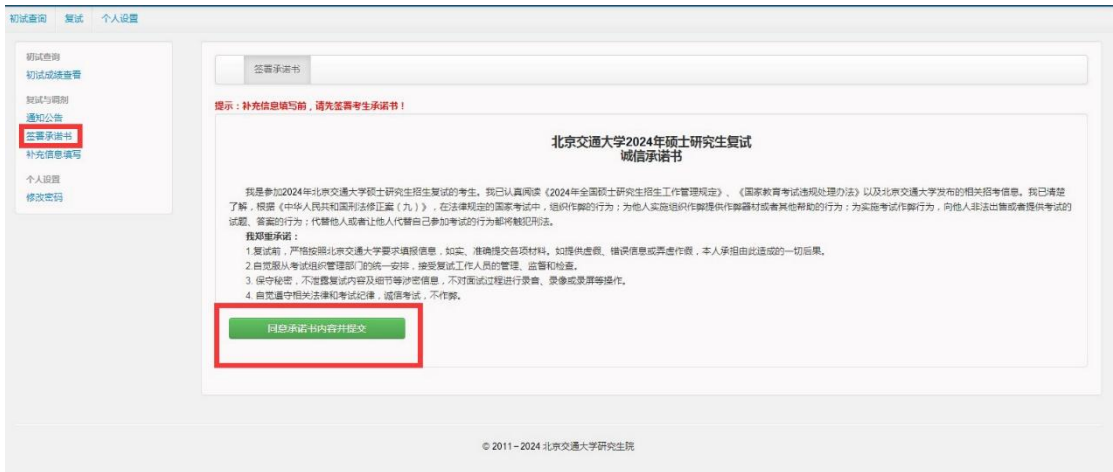 初试查询 复试 个人设置
初试查询
初试成绩查看
复试与调剂
通知公告
签署承诺书
补充信息填写
个人设置
修改密码
签署承诺书
提示：补充信息填写前，请先签署考生承诺书！
北京交通大学2024年硕士研究生复试
诚信承诺书
我是参加2024年北京交通大学硕士研究生招生复试的考生。我已认真阅读《2024年全国硕士研究生招生工作管理规定》、《国家教育考试违规处理办法》以及北京交通大学发布的相关招考信息。我已清楚
了解，根据《中华人民共和国刑法修正案（九）》，在法律规定的国家考试中，组织作弊的行为；为他人实施组织作弊提供作弊器材或者其他帮助的行为；为实施考试作弊行为，向他人非法出售或者提供考试的
试题、答案的行为；代替他人或者让他人代替自己参加考试的行为都将触犯刑法。
我郑重承诺：
1.复试前，严格按照北京交通大学要求填报信息，如实、准确提交各项材料。如提供虚假、错误信息或弄虚作假，本人承担由此造成的一切后果。
2.自觉服从考试组织管理部门的统一安排，接受复试工作人员的管理、监督和检查。
3. 保守秘密，不泄露复试内容及细节等涉密信息，不对面试过程进行录音、录像或录屏等操作。
4. 自觉遵守相关法律和考试纪律，诚信考试，不作弊。
同意承诺书内容并提交
© 2011－2024 北京交通大学研究生院